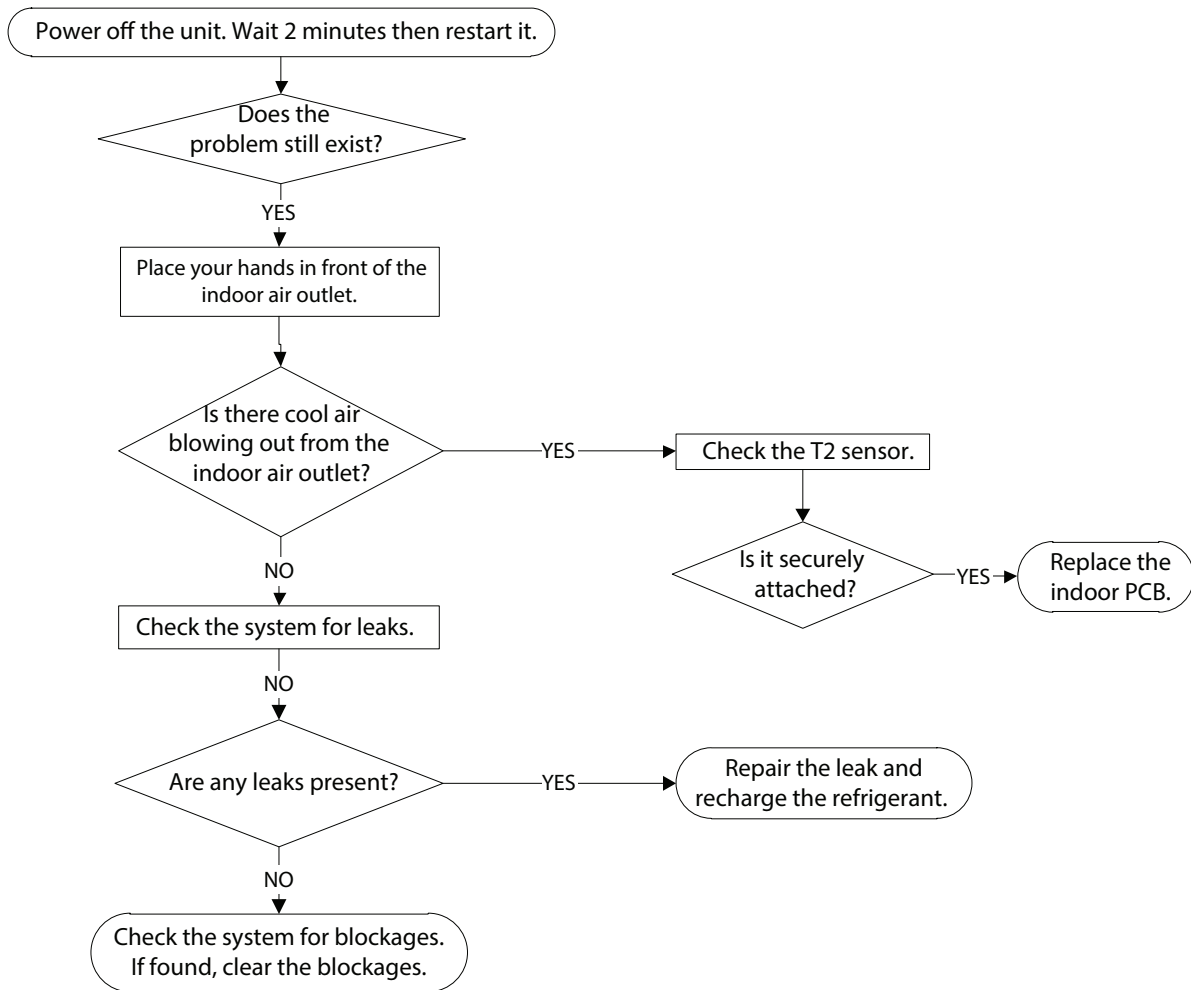 Power off the unit. Wait 2 minutes then restart it.
Does the
problem still exist?
YES
Place your hands in front of the
indoor air outlet.
Is there cool air
blowing out from the
indoor air outlet?
YES
Check the T2 sensor.
Is it securely
attached?
YES
Replace the
indoor PCB.
NO
Check the system for leaks.
NO
Are any leaks present?
YES
Repair the leak and
recharge the refrigerant.
NO
Check the system for blockages.
If found, clear the blockages.